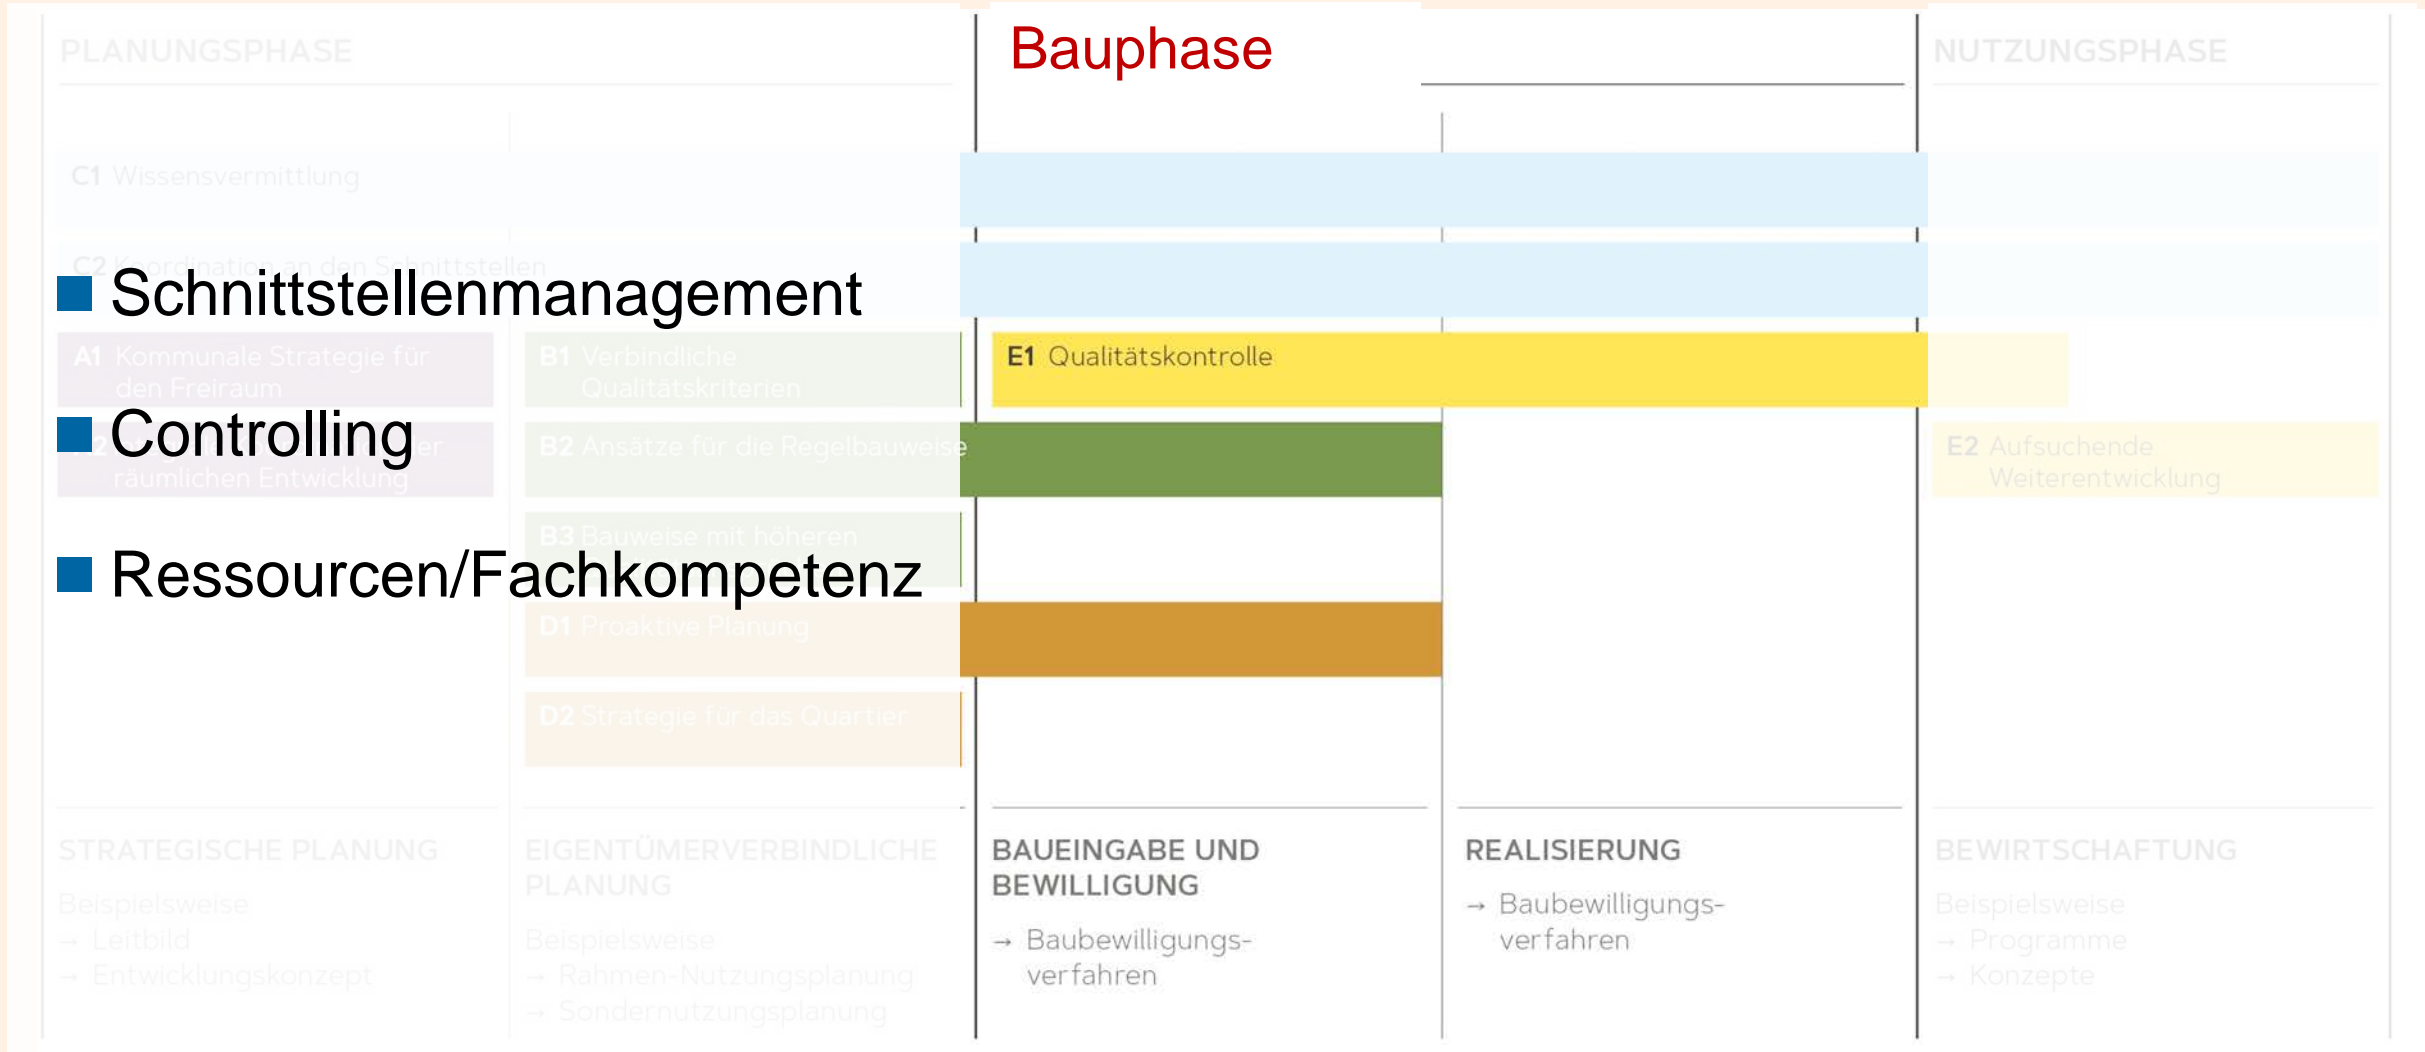 PLANUNGSPHASE
Bauphase
NUTZUNGSPHASE
C1 Wissensvermittlung
C2 Koordination an den Schnittstellen
■ Schnittstellenmanagement
A1 Kommunale Strategie für
den Freiraum
B1 Verbindliche
Qualitätskriterien
E1 Qualitätskontrolle
■ Controlling
räumlichen Entwicklung
B2 Ansätze für die Regelbauweise
E2 Aufsuchende
Weiterentwicklung
B3 Bauweise mit höheren
■ Ressourcen/Fachkompetenz
D1 Proaktive Planung
D2 Strategie für das Quartier
STRATEGISCHE PLANUNG
Beispielsweise
→ Leitbild
→ Entwicklungskonzept
EIGENTÜMERVERBINDLICHE
PLANUNG
Beispielsweise
→ Rahmen-Nutzungsplanung
→ Sondernutzungsplanung
BAUEINGABE UND
BEWILLIGUNG
→ Baubewilligungs-
verfahren
REALISIERUNG
→ Baubewilligungs-
verfahren
BEWIRTSCHAFTUNG
Beispielsweise
→ Programme
→ Konzepte